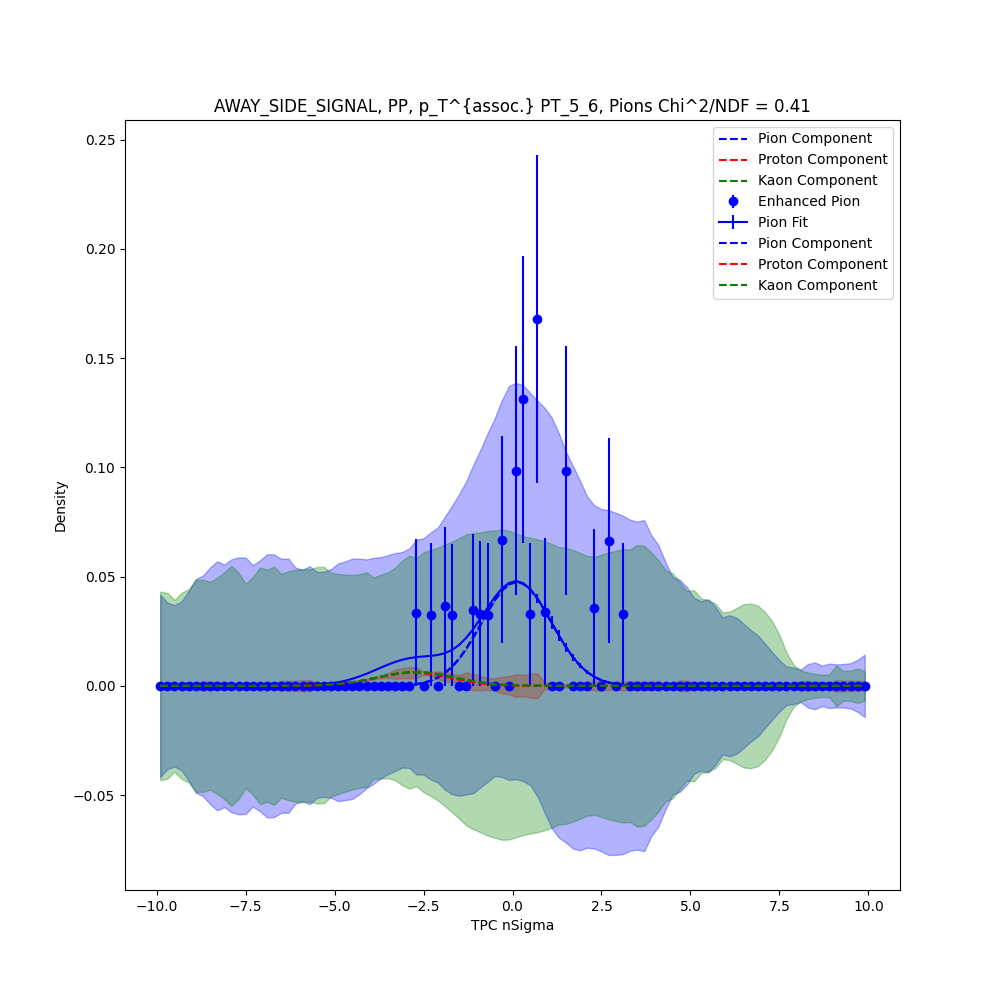 AWAY_SIDE_SIGNAL, PP, p_T^{assoc.} PT_5_6, Pions Chi^2/NDF = 0.41
Pion Component
Proton Component
Kaon Component
Enhanced Pion
Pion Fit
Pion Component
Proton Component
Kaon Component
0.25
0.20
0.15
0.10
0.05
0.00
−0.05
Density
−10.0 −7.5 −5.0 −2.5 0.0 2.5 5.0 7.5 10.0
TPC nSigma